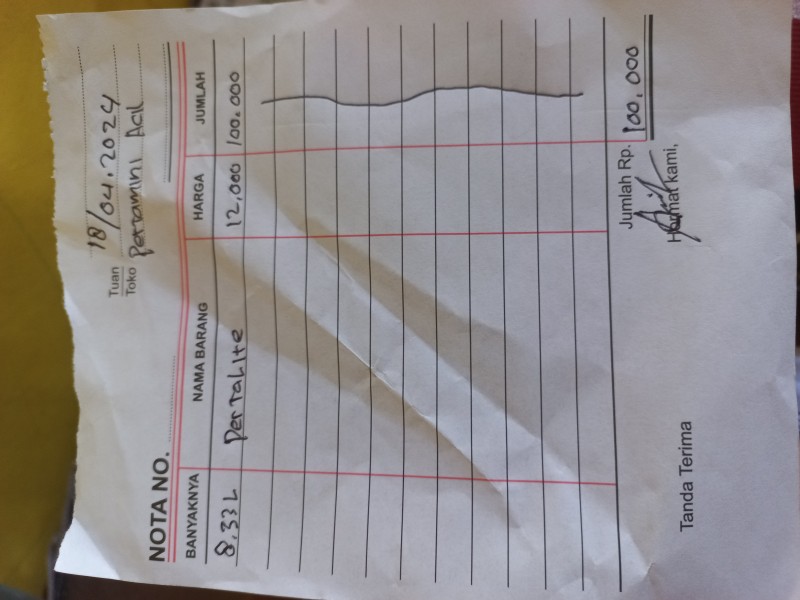 18/04.2024
Tuan
Toko Pertamini Acil
NOTA NO.
BANYAKNYA NAMA BARANG HARGA JUMLAH
8,33 L Pertalite 12,000 100.000
Jumlah Rp. 100,000
Tanda Terima Hormat kami,